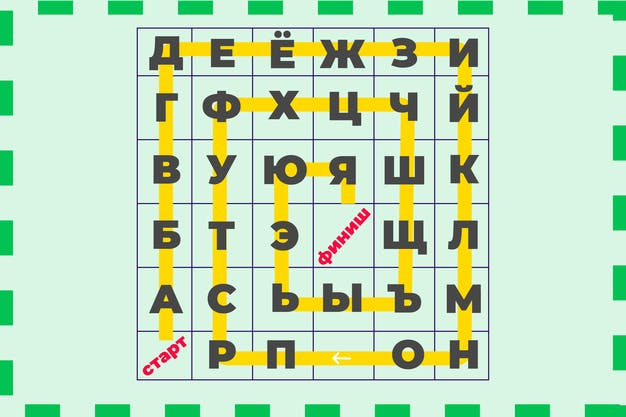 Д Е Ё Ж З И
Г Ф Х Ц Ч Й
В У Ю Я Ш К
Б Т Э финиш Щ Л
А С Ь Ы Ъ М
старт Р П ← О Н